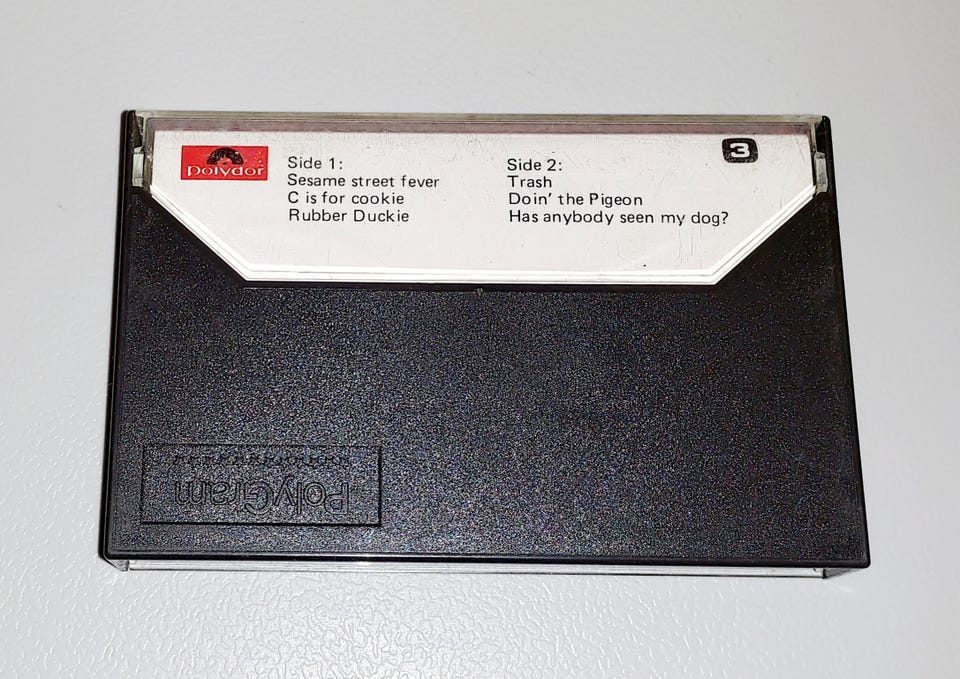 polydor
Side 1:
Sesame street fever
C is for cookie
Rubber Duckie
Side 2:
Trash
Doin' the Pigeon
Has anybody seen my dog?
3
PolyGram